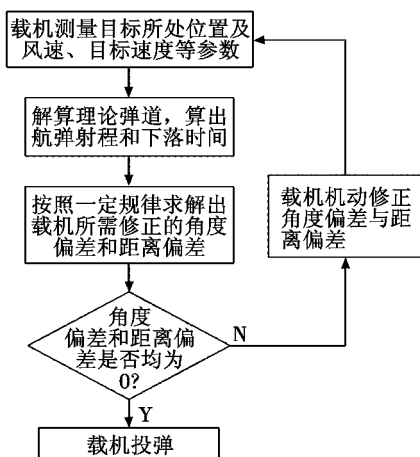 载机测量目标所处位置及
风速、目标速度等参数
解算理论弹道，算出
航弹射程和下落时间
按照一定规律求解出
载机所需修正的角度
偏差和距离偏差
载机机动修正
角度偏差与距
离偏差
角度
偏差和距离偏
差是否均为
0?
N
Y
载机投弹